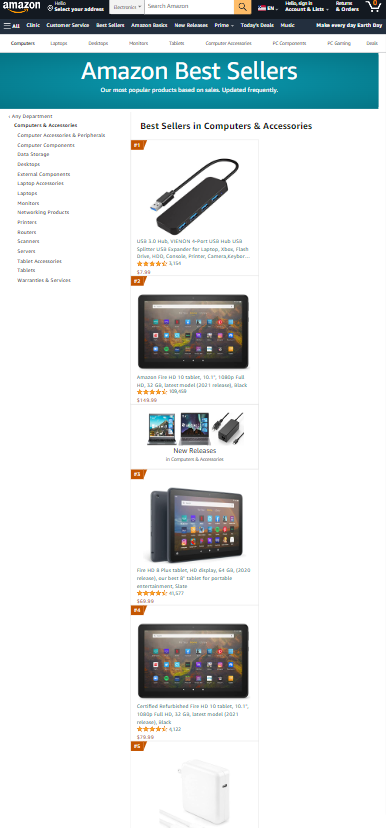 amazon
Hello
Select your address
Electronics
Search Amazon
EN
Hello, sign in
Account & Lists
Returns
& Orders
0
All
Clinic
Customer Service
Best Sellers
Amazon Basics
New Releases
Prime
Today's Deals
Music
Make every day Earth Day
Computers
Laptops
Desktops
Monitors
Tablets
Computer Accessories
PC Components
PC Gaming
Deals
Amazon Best Sellers
Our most popular products based on sales. Updated frequently.
‹ Any Department
Computers & Accessories
Computer Accessories & Peripherals
Computer Components
Data Storage
Desktops
External Components
Laptop Accessories
Laptops
Monitors
Networking Products
Printers
Routers
Scanners
Servers
Tablet Accessories
Tablets
Warranties & Services
Best Sellers in Computers & Accessories
#1
USB 3.0 Hub, VIENON 4-Port USB Hub USB
Splitter USB Expander for Laptop, Xbox, Flash
Drive, HDD, Console, Printer, Camera,Keybor...
3,154
$7.99
#2
Amazon Fire HD 10 tablet, 10.1", 1080p Full
HD, 32 GB, latest model (2021 release), Black
109,459
$149.99
New Releases
in Computers & Accessories
#3
Fire HD 8 Plus tablet, HD display, 64 GB, (2020
release), our best 8" tablet for portable
entertainment, Slate
41,577
$69.99
#4
Certified Refurbished Fire HD 10 tablet, 10.1",
1080p Full HD, 32 GB, latest model (2021
release), Black
$79.99
#5